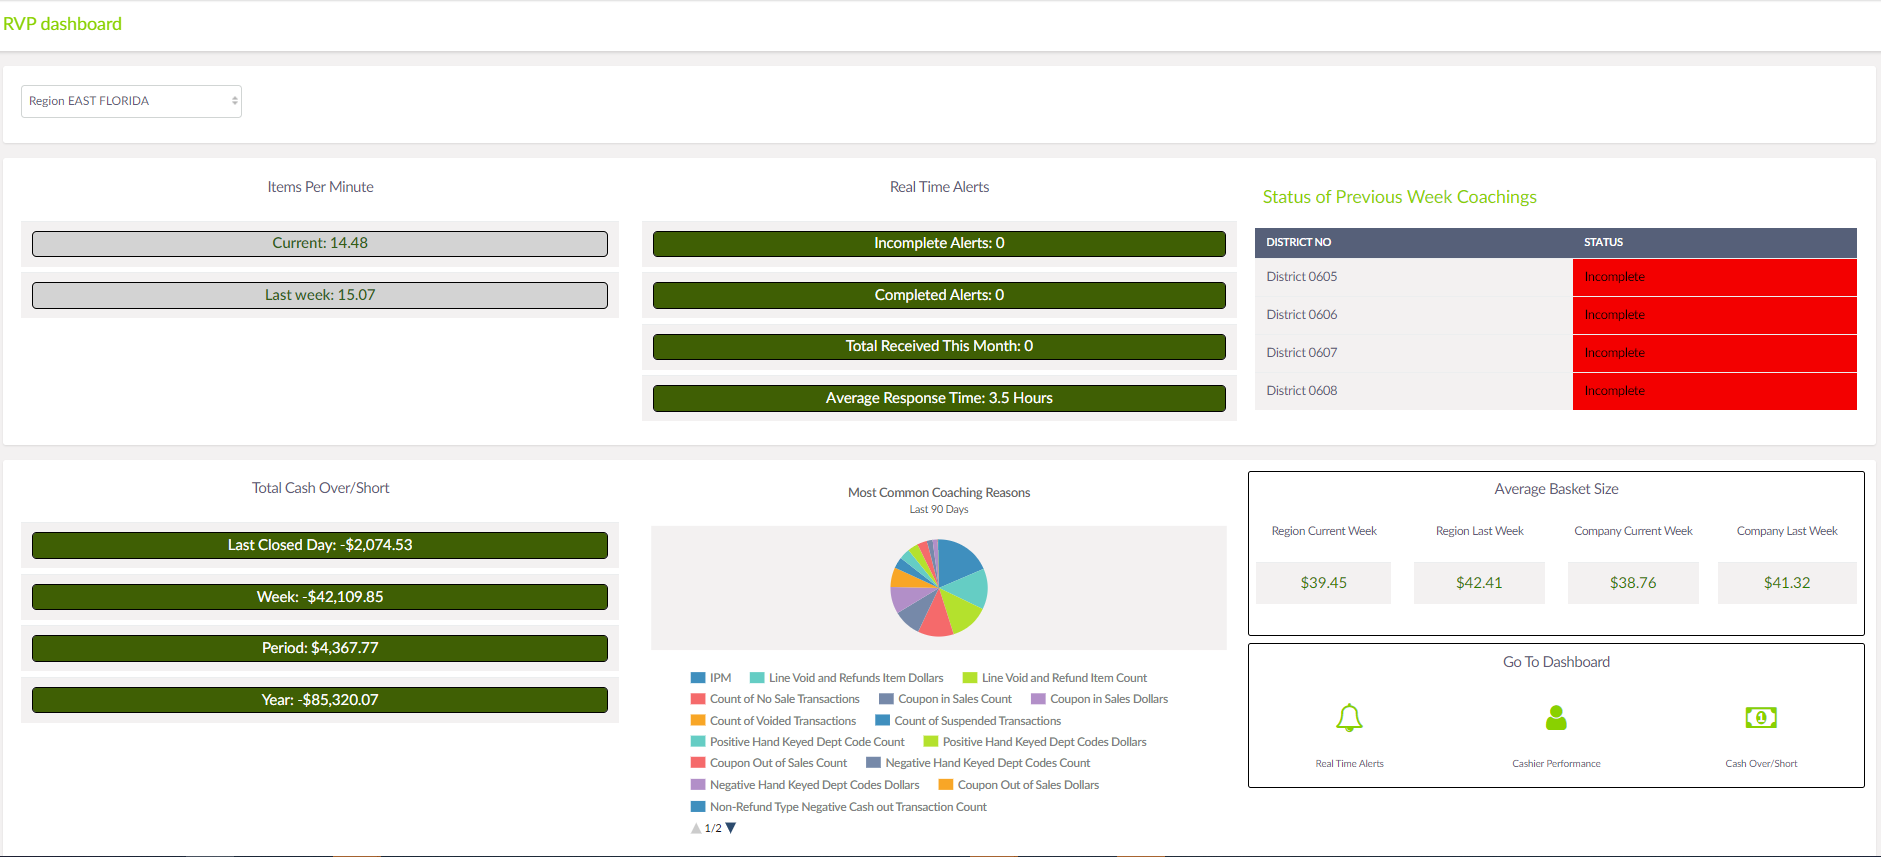 RVP dashboard
Region EAST FLORIDA
Items Per Minute
Current: 14.48
Last week: 15.07
Real Time Alerts
Incomplete Alerts: 0
Completed Alerts: 0
Total Received This Month: 0
Average Response Time: 3.5 Hours
Status of Previous Week Coachings
DISTRICT NO STATUS
District 0605 Incomplete
District 0606 Incomplete
District 0607 Incomplete
District 0608 Incomplete
Total Cash Over/Short
Last Closed Day: -$2,074.53
Week: -$42,109.85
Period: $4,367.77
Year: -$85,320.07
Most Common Coaching Reasons
Last 90 Days
IPM Line Void and Refunds Item Dollars Line Void and Refund Item Count
Count of No Sale Transactions Coupon in Sales Count Coupon in Sales Dollars
Count of Voided Transactions Count of Suspended Transactions
Positive Hand Keyed Dept Code Count Positive Hand Keyed Dept Codes Dollars
Coupon Out of Sales Count Negative Hand Keyed Dept Codes Count
Negative Hand Keyed Dept Codes Dollars Coupon Out of Sales Dollars
Non-Refund Type Negative Cash out Transaction Count
1/2
Average Basket Size
Region Current Week Region Last Week Company Current Week Company Last Week
$39.45 $42.41 $38.76 $41.32
Go To Dashboard
1
Real Time Alerts Cashier Performance Cash Over/Short